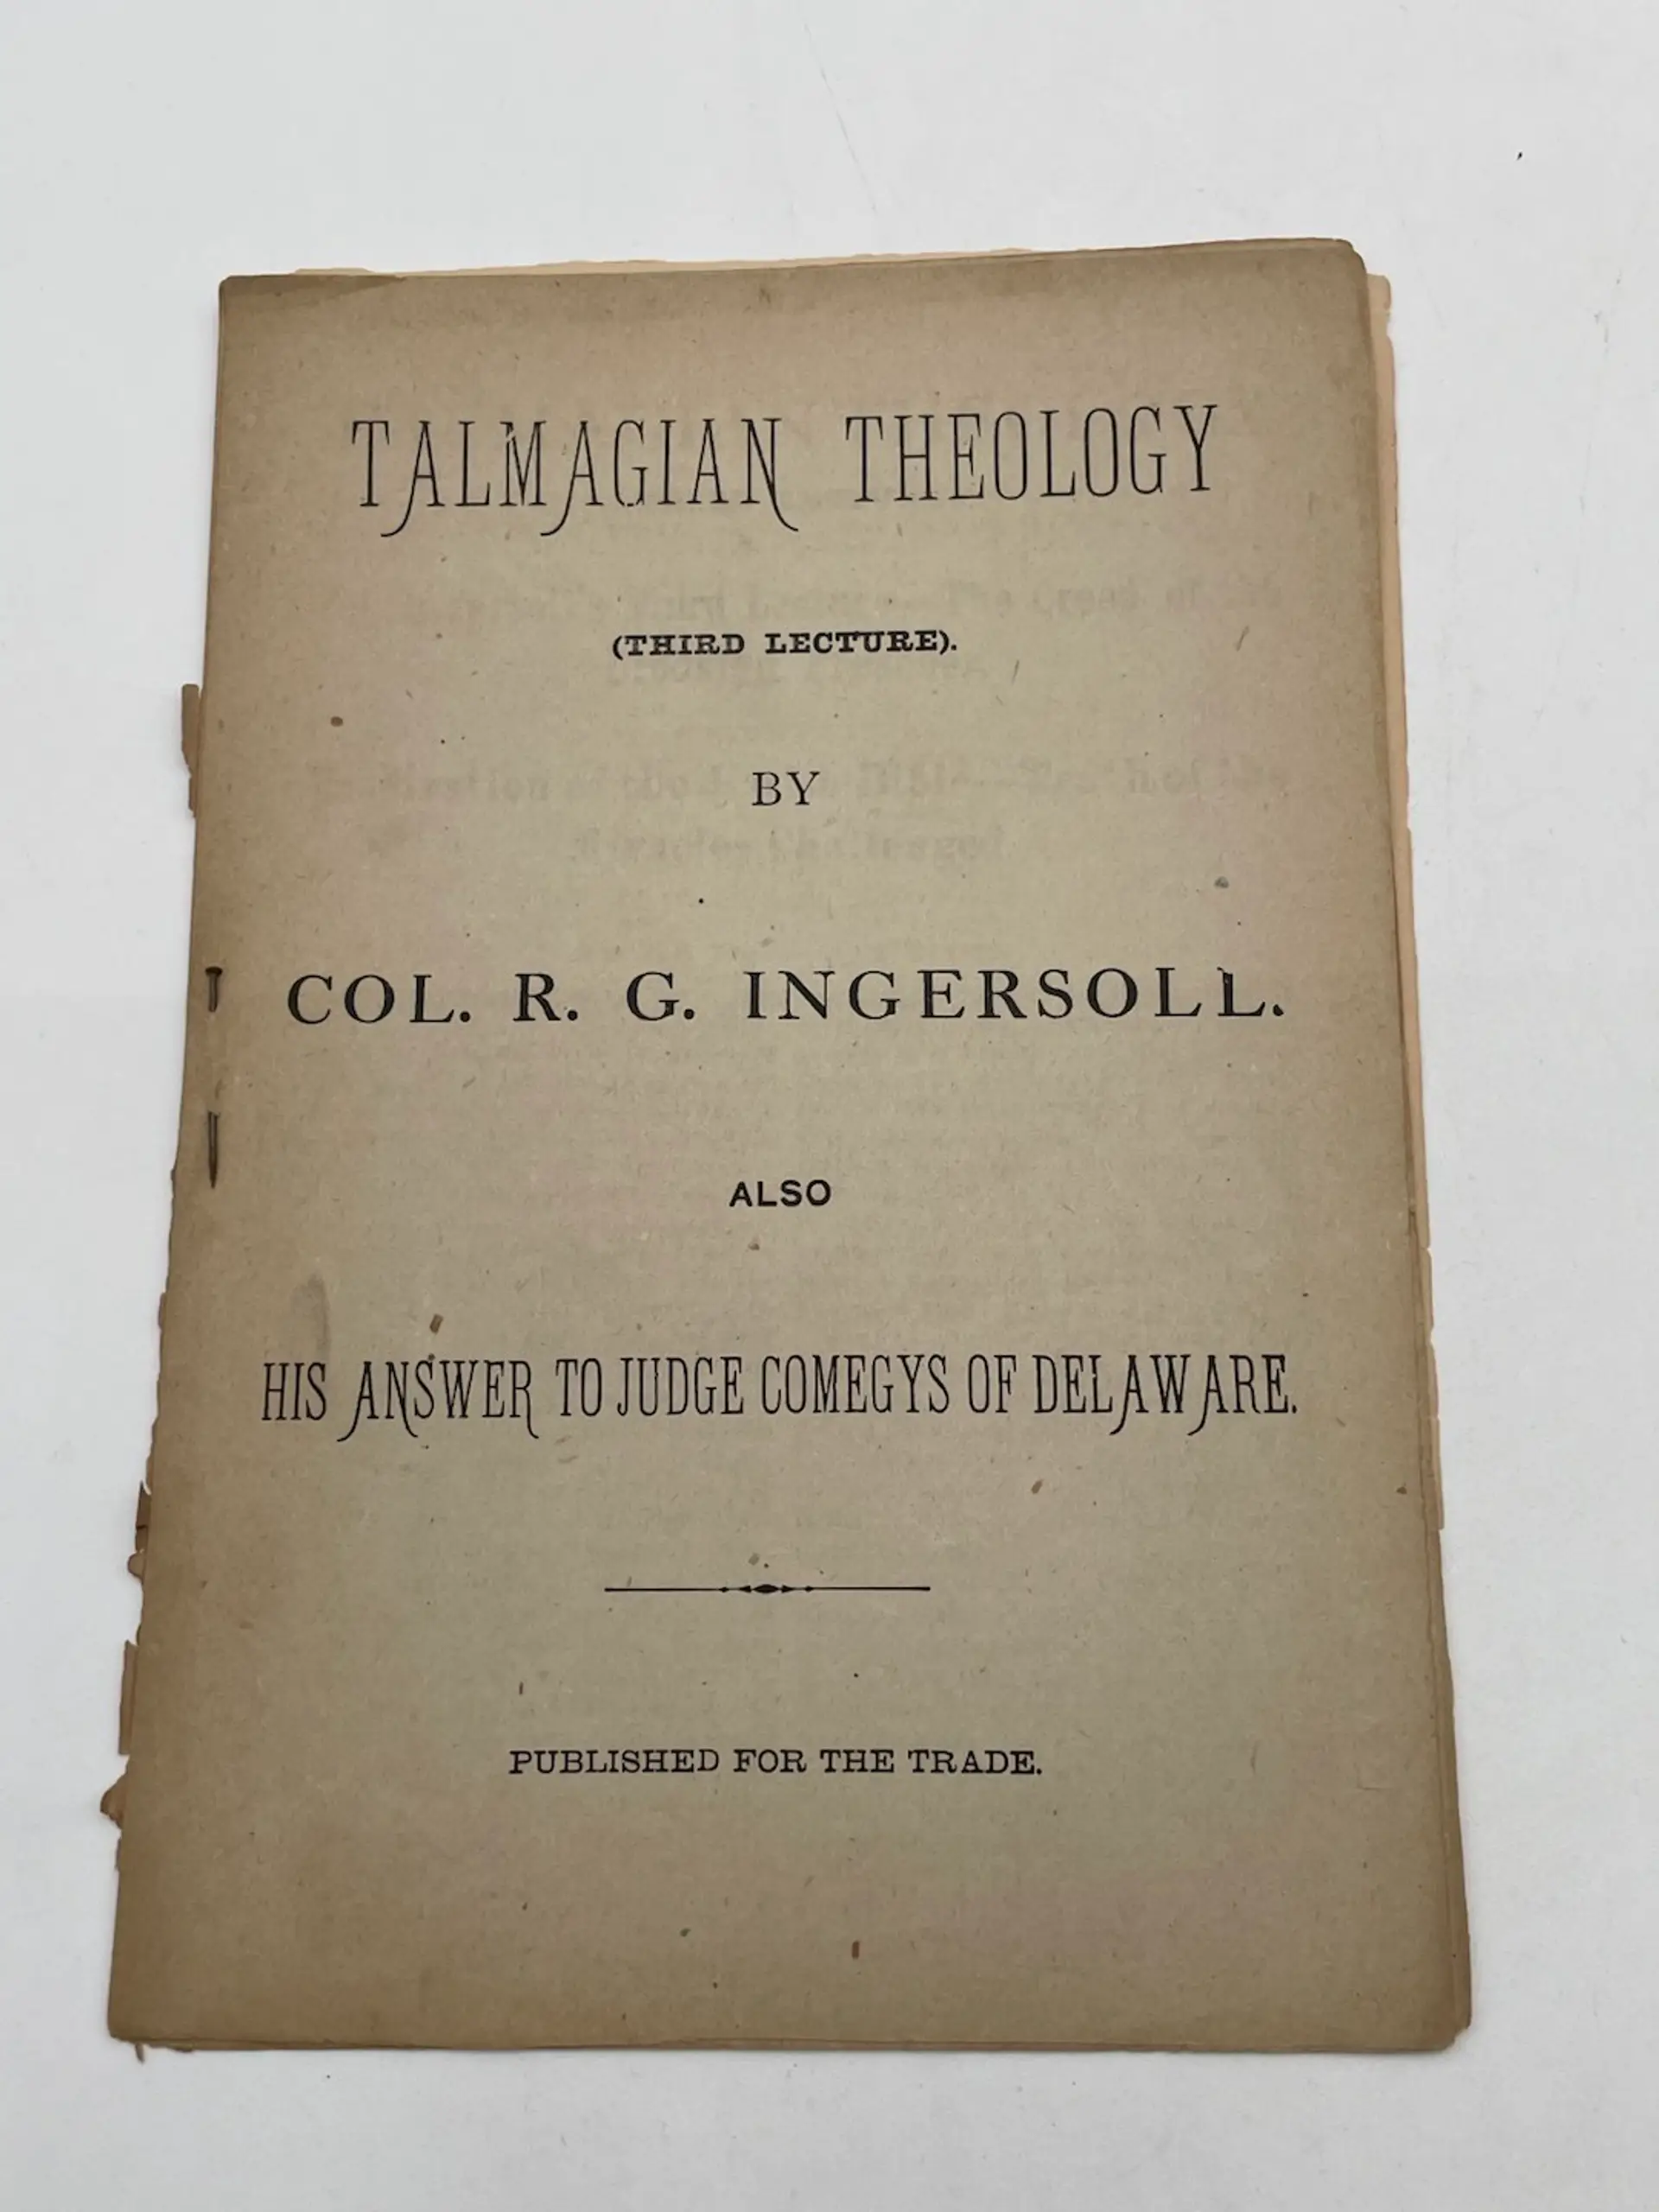 TALMAGIAN THEOLOGY
(THIRD LECTURE).
BY
COL. R. G. INGERSOLL.
ALSO
HIS ANSWER TO JUDGE COMEGYS OF DELAWARE.
PUBLISHED FOR THE TRADE.